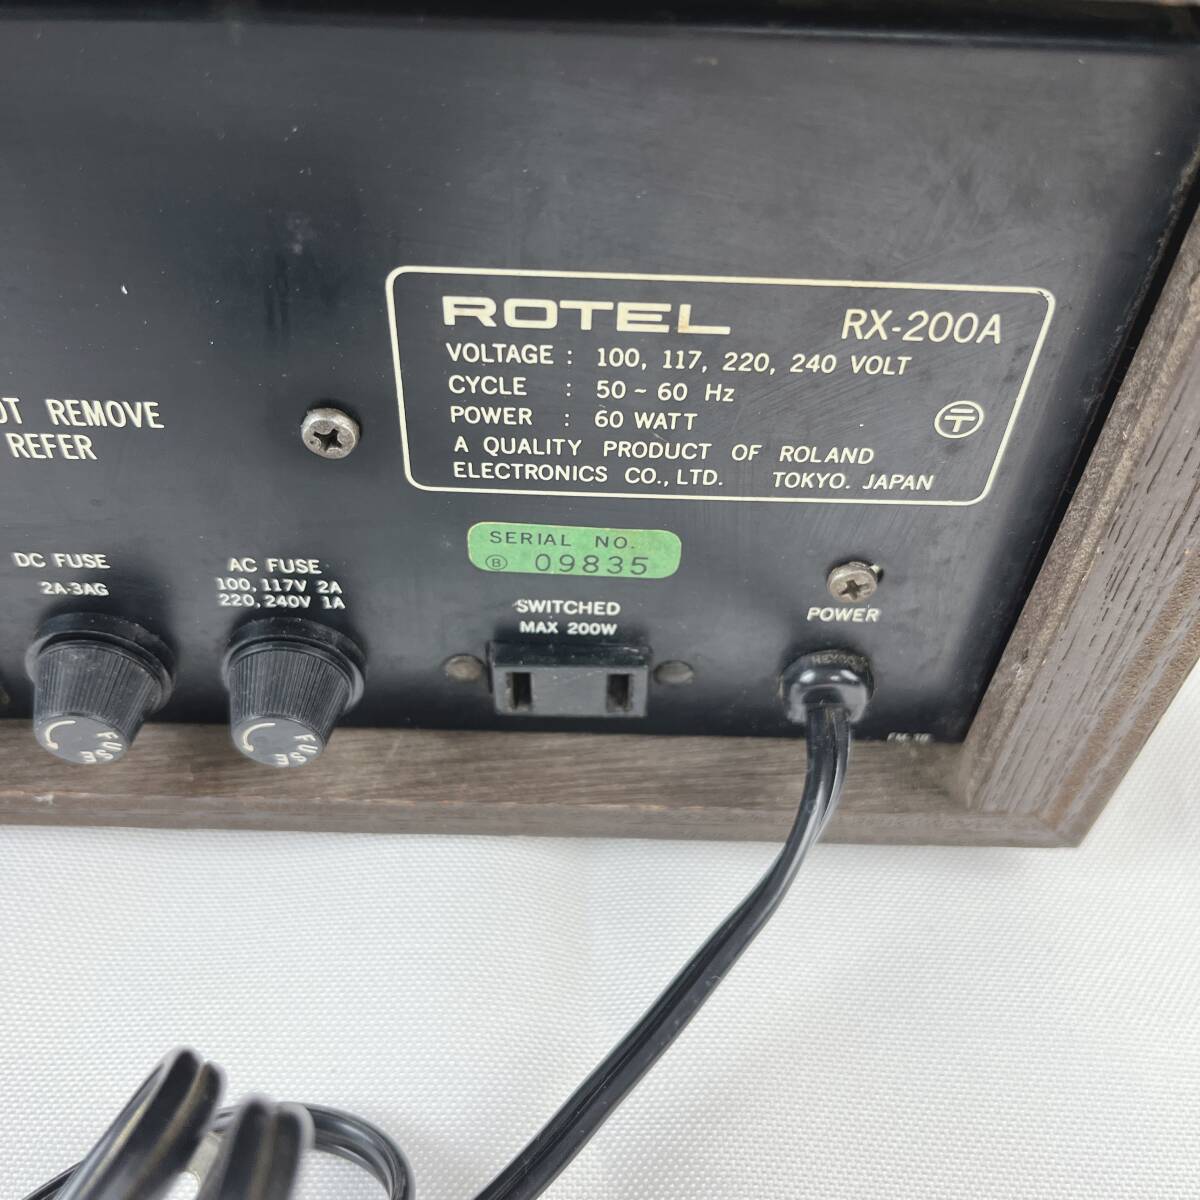 ROTEL RX-200A
VOLTAGE : 100, 117, 220, 240 VOLT
CYCLE : 50 ~ 60 Hz
POWER : 60 WATT
A QUALITY PRODUCT OF ROLAND
ELECTRONICS CO., LTD. TOKYO. JAPAN
OT REMOVE
REFER
SERIAL NO.
Ⓑ 09835
DC FUSE
2A-3AG
AC FUSE
100, 117V 2A
220, 240V 1A
SWITCHED
MAX 200W
POWER
FUSE
FUSE